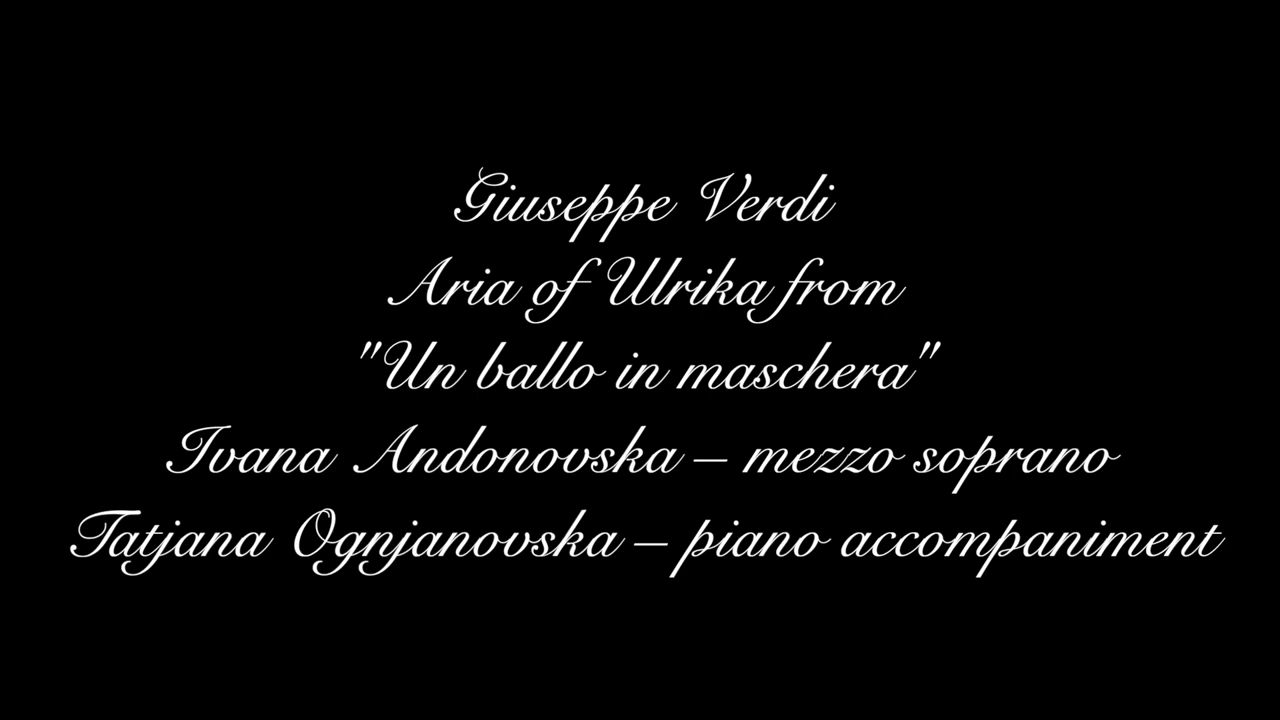 Giuseppe Verdi
Aria of Ulrika from
"Un ballo in maschera"
Ivana Andonovska – mezzo soprano
Tatjana Ognjanovska – piano accompaniment